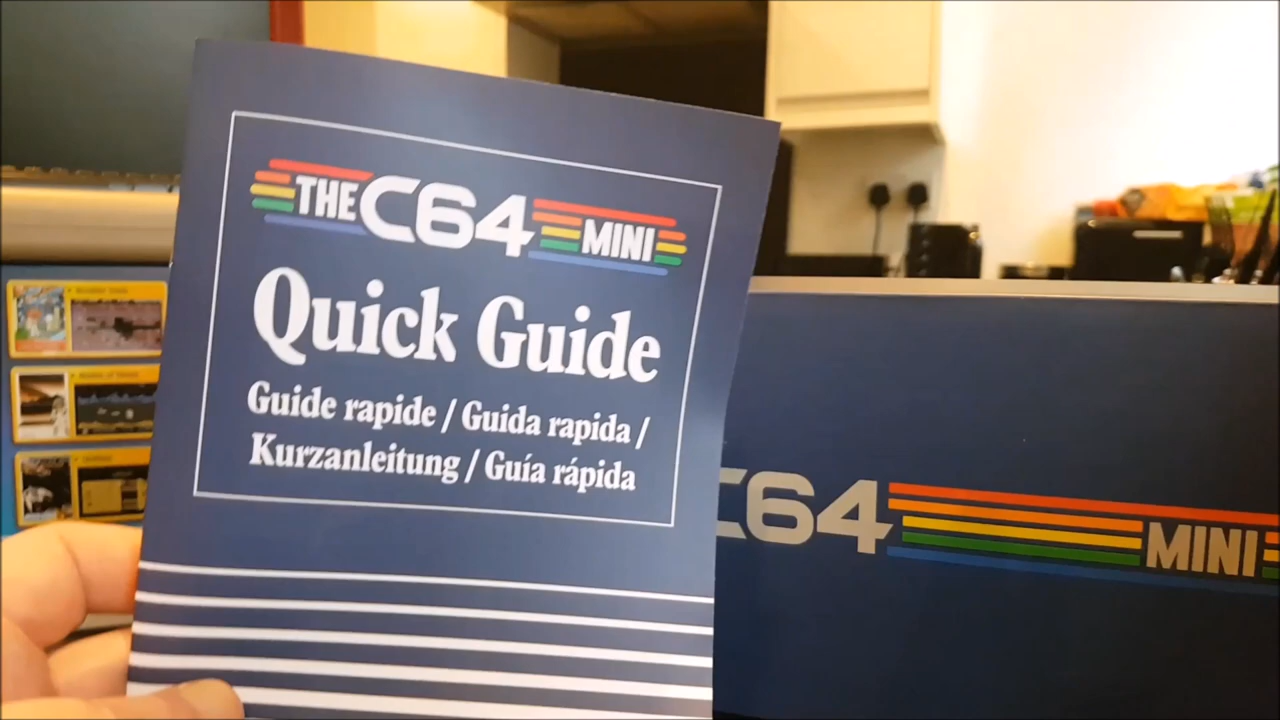 THE C64 MINI
Quick Guide
Guide rapide / Guida rapida /
Kurzanleitung / Guía rápida
C64 MINI